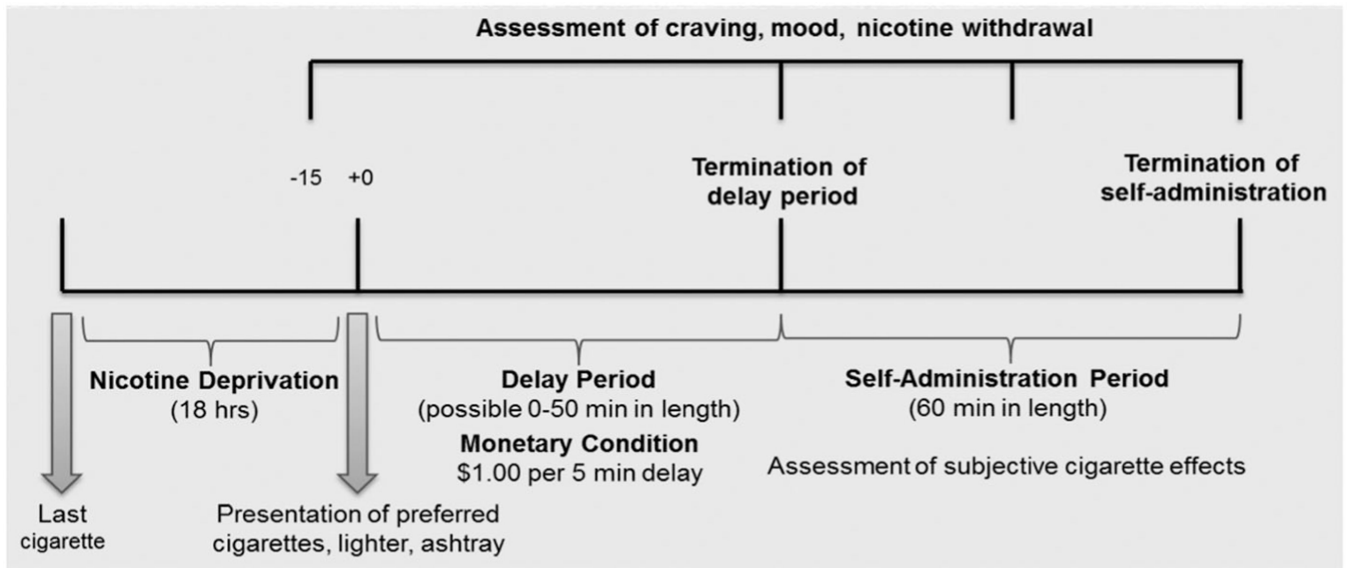 Assessment of craving, mood, nicotine withdrawal
-15 +0
Termination of
delay period
Termination of
self-administration
Nicotine Deprivation
(18 hrs)
Delay Period
(possible 0-50 min in length)
Monetary Condition
$1.00 per 5 min delay
Self-Administration Period
(60 min in length)
Assessment of subjective cigarette effects
Last
cigarette
Presentation of preferred
cigarettes, lighter, ashtray